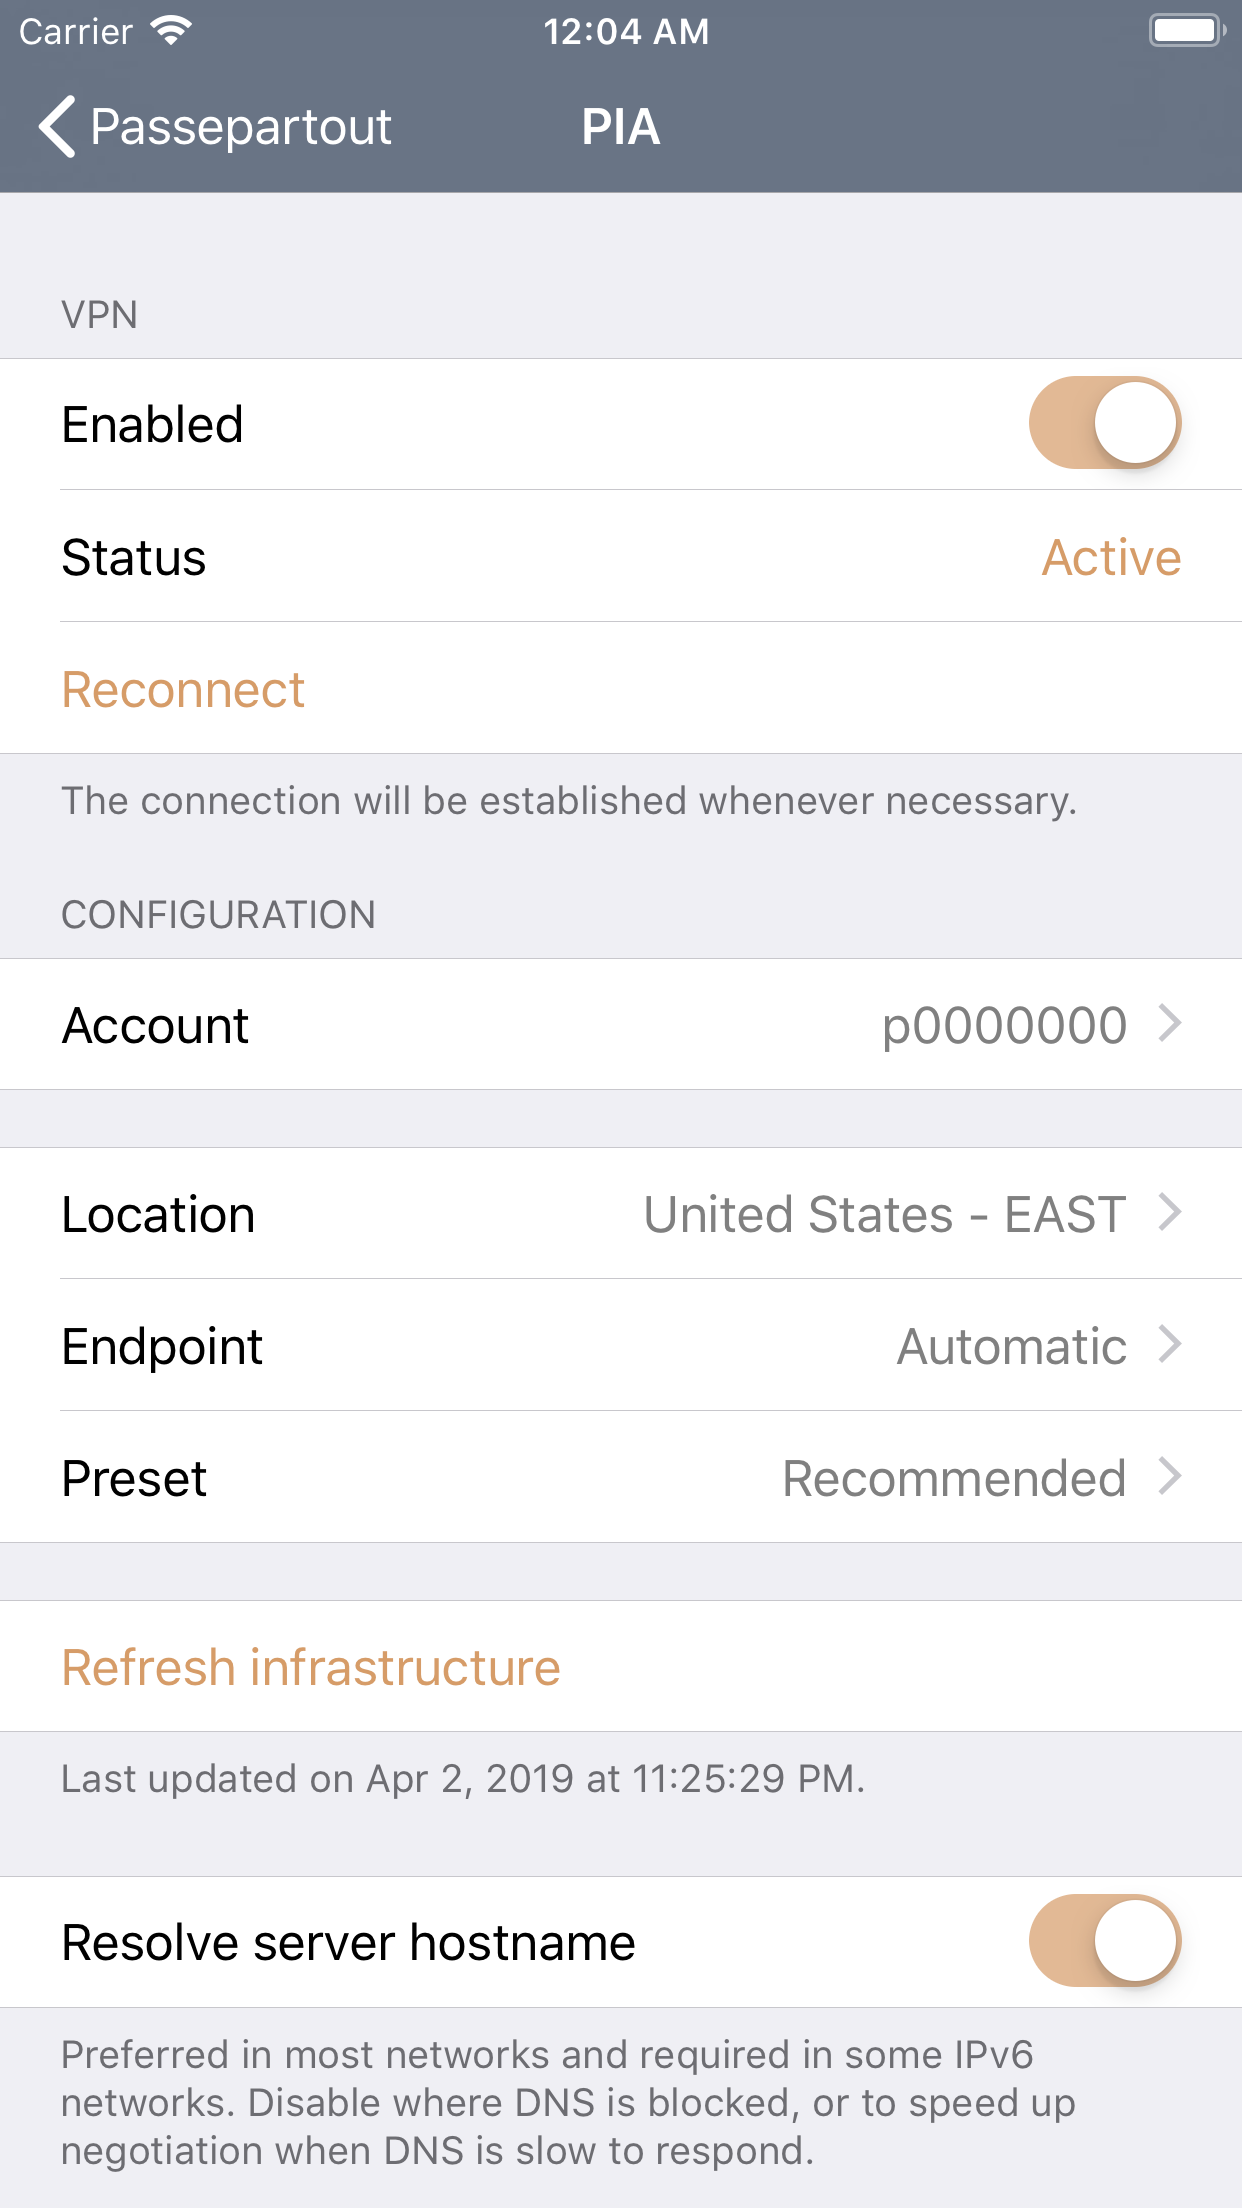 Carrier 12:04 AM
Passepartout PIA
VPN
Enabled
Status Active
Reconnect
The connection will be established whenever necessary.
CONFIGURATION
Account p0000000
Location United States - EAST
Endpoint Automatic
Preset Recommended
Refresh infrastructure
Last updated on Apr 2, 2019 at 11:25:29 PM.
Resolve server hostname
Preferred in most networks and required in some IPv6
networks. Disable where DNS is blocked, or to speed up
negotiation when DNS is slow to respond.